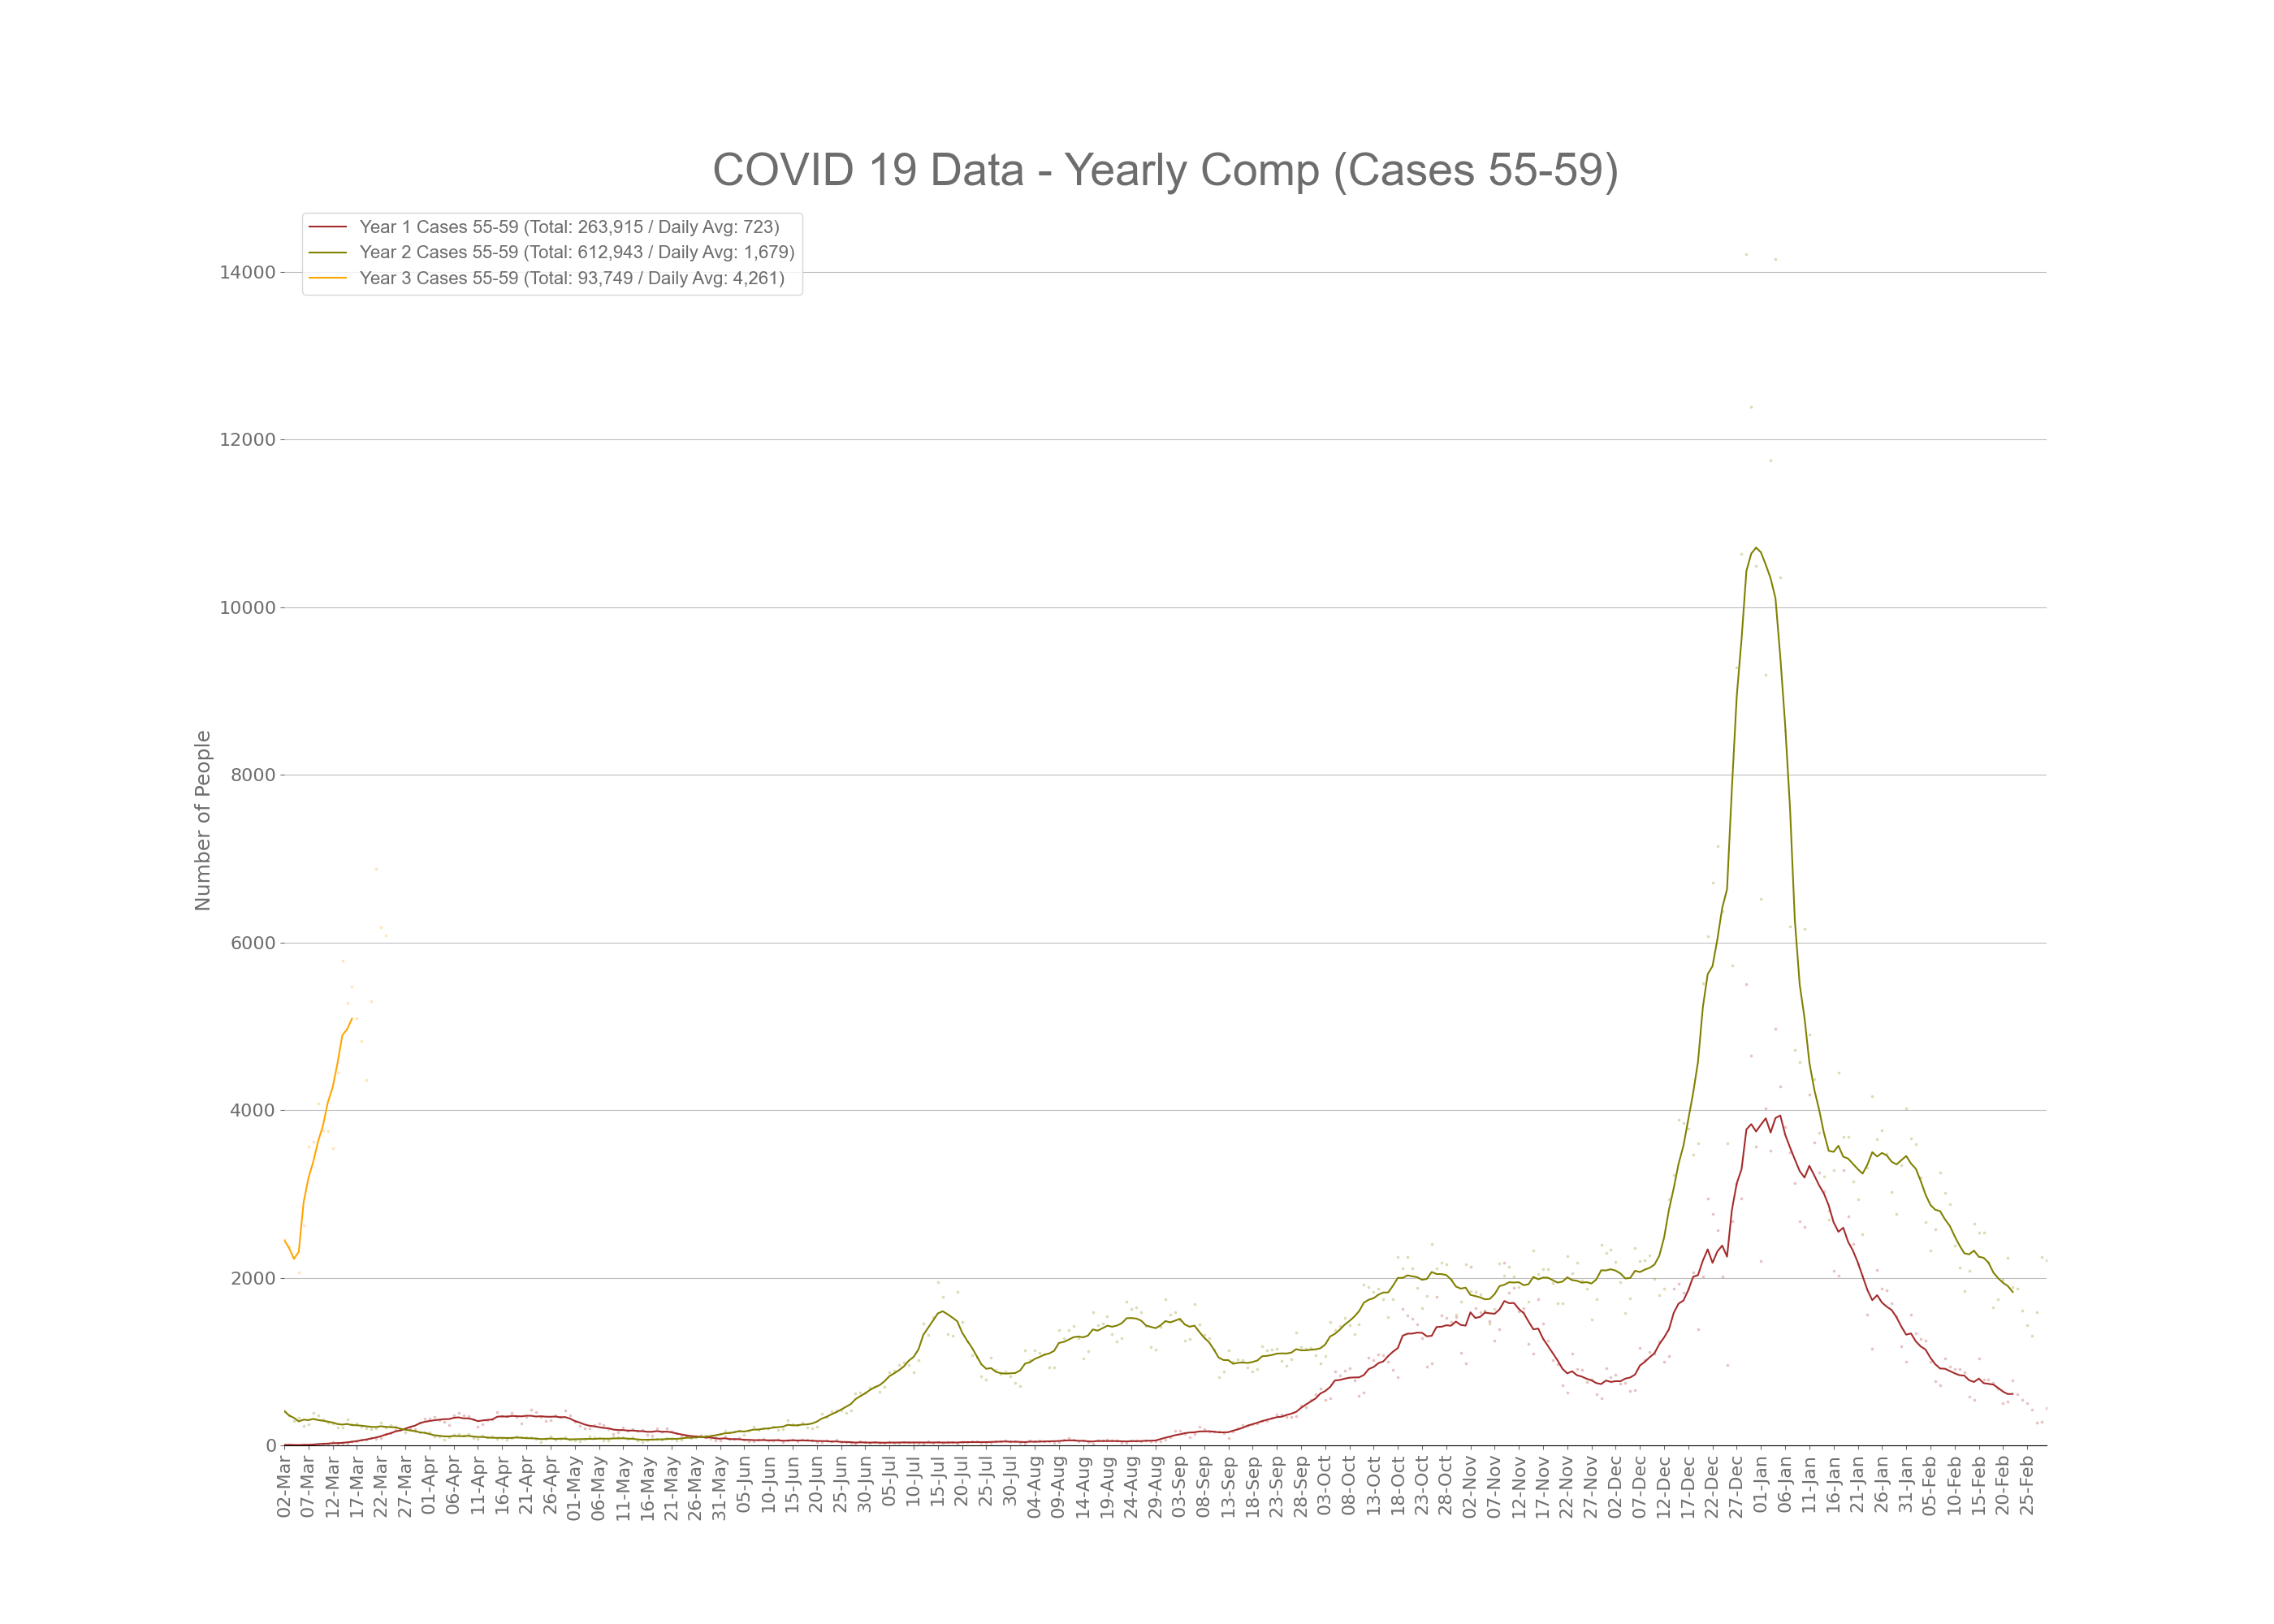 COVID 19 Data - Yearly Comp (Cases 55-59)
Year 1 Cases 55-59 (Total: 263,915 / Daily Avg: 723)
Year 2 Cases 55-59 (Total: 612,943 / Daily Avg: 1,679)
Year 3 Cases 55-59 (Total: 93,749 / Daily Avg: 4,261)
14000
12000
10000
8000
6000
4000
2000
0
Number of People
02-Mar
07-Mar
12-Mar
17-Mar
22-Mar
27-Mar
01-Apr
06-Apr
11-Apr
16-Apr
21-Apr
26-Apr
01-May
06-May
11-May
16-May
21-May
26-May
31-May
05-Jun
10-Jun
15-Jun
20-Jun
25-Jun
30-Jun
05-Jul
10-Jul
15-Jul
20-Jul
25-Jul
30-Jul
04-Aug
09-Aug
14-Aug
19-Aug
24-Aug
29-Aug
03-Sep
08-Sep
13-Sep
18-Sep
23-Sep
28-Sep
03-Oct
08-Oct
13-Oct
18-Oct
23-Oct
28-Oct
02-Nov
07-Nov
12-Nov
17-Nov
22-Nov
27-Nov
02-Dec
07-Dec
12-Dec
17-Dec
22-Dec
27-Dec
01-Jan
06-Jan
11-Jan
16-Jan
21-Jan
26-Jan
31-Jan
05-Feb
10-Feb
15-Feb
20-Feb
25-Feb